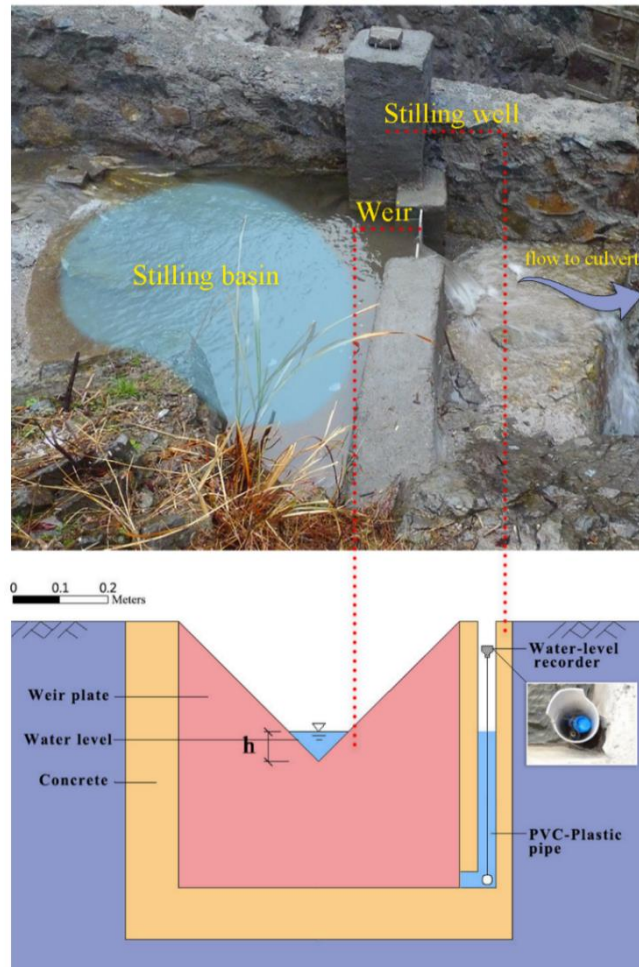 Stilling well
Weir
Stilling basin
flow to culvert
0 0.1 0.2
Meters
Water-level
recorder
Weir plate
Water level
h
Concrete
PVC-Plastic
pipe